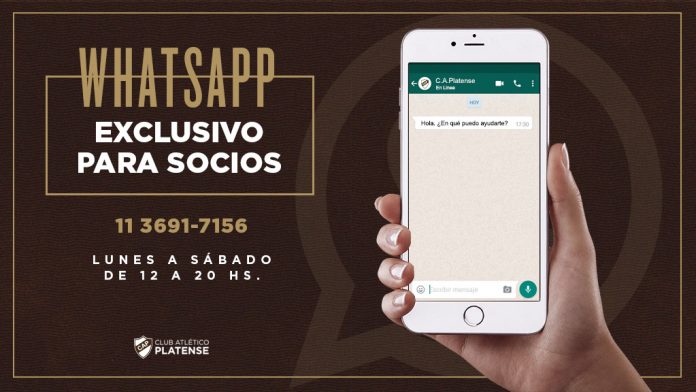 WHATSAPP
EXCLUSIVO
PARA SOCIOS
11 3691-7156
LUNES A SÁBADO
DE 12 A 20 HS.
CAP
CLUB ATLÉTICO
PLATENSE
C.A.Platense
En Línea
HOY
Hola. ¿En qué puedo ayudarte? 17:30
Escribir mensaje